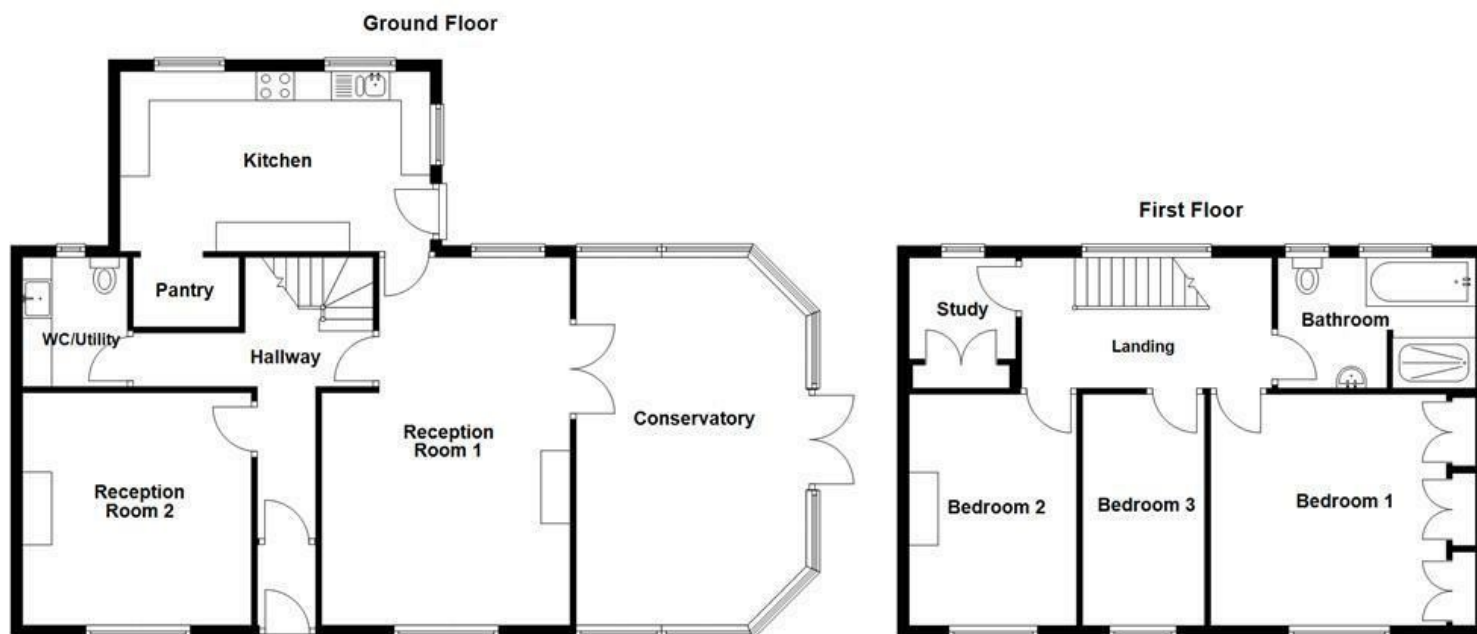 Ground Floor
Kitchen
Pantry
WC/Utility
Hallway
Reception
Room 1
Conservatory
Reception
Room 2
First Floor
Study
Landing
Bathroom
Bedroom 2
Bedroom 3
Bedroom 1